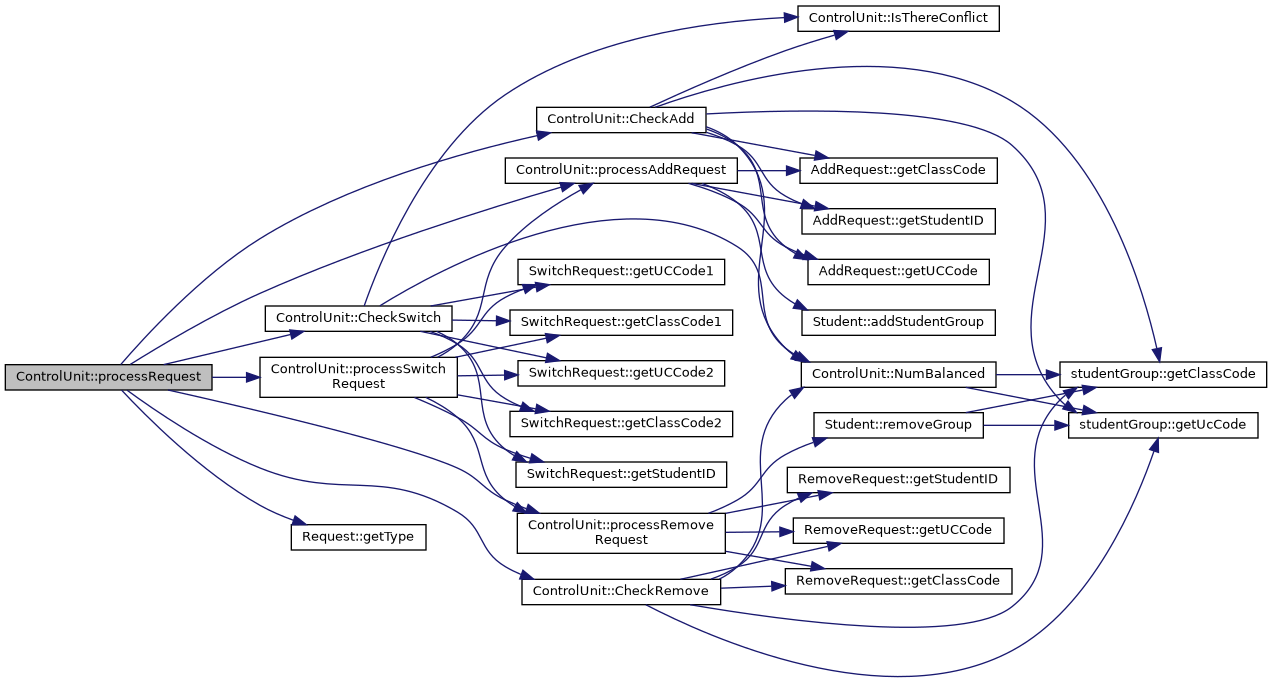 ControlUnit::IsThereConflict
ControlUnit::CheckAdd
ControlUnit::processAddRequest
AddRequest::getClassCode
AddRequest::getStudentID
SwitchRequest::getUCCode1
AddRequest::getUCCode
ControlUnit::CheckSwitch
SwitchRequest::getClassCode1
Student::addStudentGroup
ControlUnit::processRequest
ControlUnit::processSwitch
Request
SwitchRequest::getUCCode2
ControlUnit::NumBalanced
studentGroup::getClassCode
SwitchRequest::getClassCode2
Student::removeGroup
studentGroup::getUcCode
SwitchRequest::getStudentID
RemoveRequest::getStudentID
Request::getType
ControlUnit::processRemove
Request
RemoveRequest::getUCCode
ControlUnit::CheckRemove
RemoveRequest::getClassCode